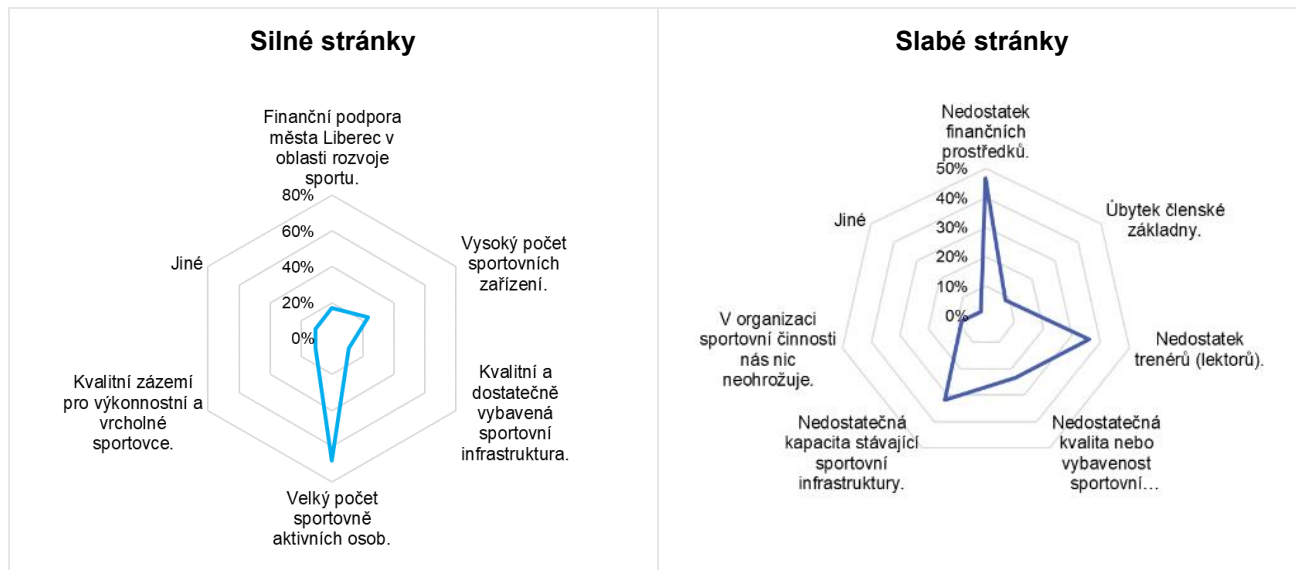 Silné stránky
Finanční podpora
města Liberec v
oblasti rozvoje
sportu.
80%
60%
40%
20%
0%
Vysoký počet
sportovních
zařízení.
Kvalitní a
dostatečně
vybavená
sportovní
infrastruktura.
Velký počet
sportovně
aktivních osob.
Kvalitní zázemí
pro výkonnostní a
vrcholné
sportovce.
Jiné
Slabé stránky
Nedostatek
finančních
prostředků.
50%
40%
30%
20%
10%
0%
Úbytek členské
základny.
Nedostatek
trenérů (lektorů).
Nedostatečná
kvalita nebo
vybavenost
sportovní…
Nedostatečná
kapacita stávající
sportovní
infrastruktury.
V organizaci
sportovní činnosti
nás nic
neohrožuje.
Jiné